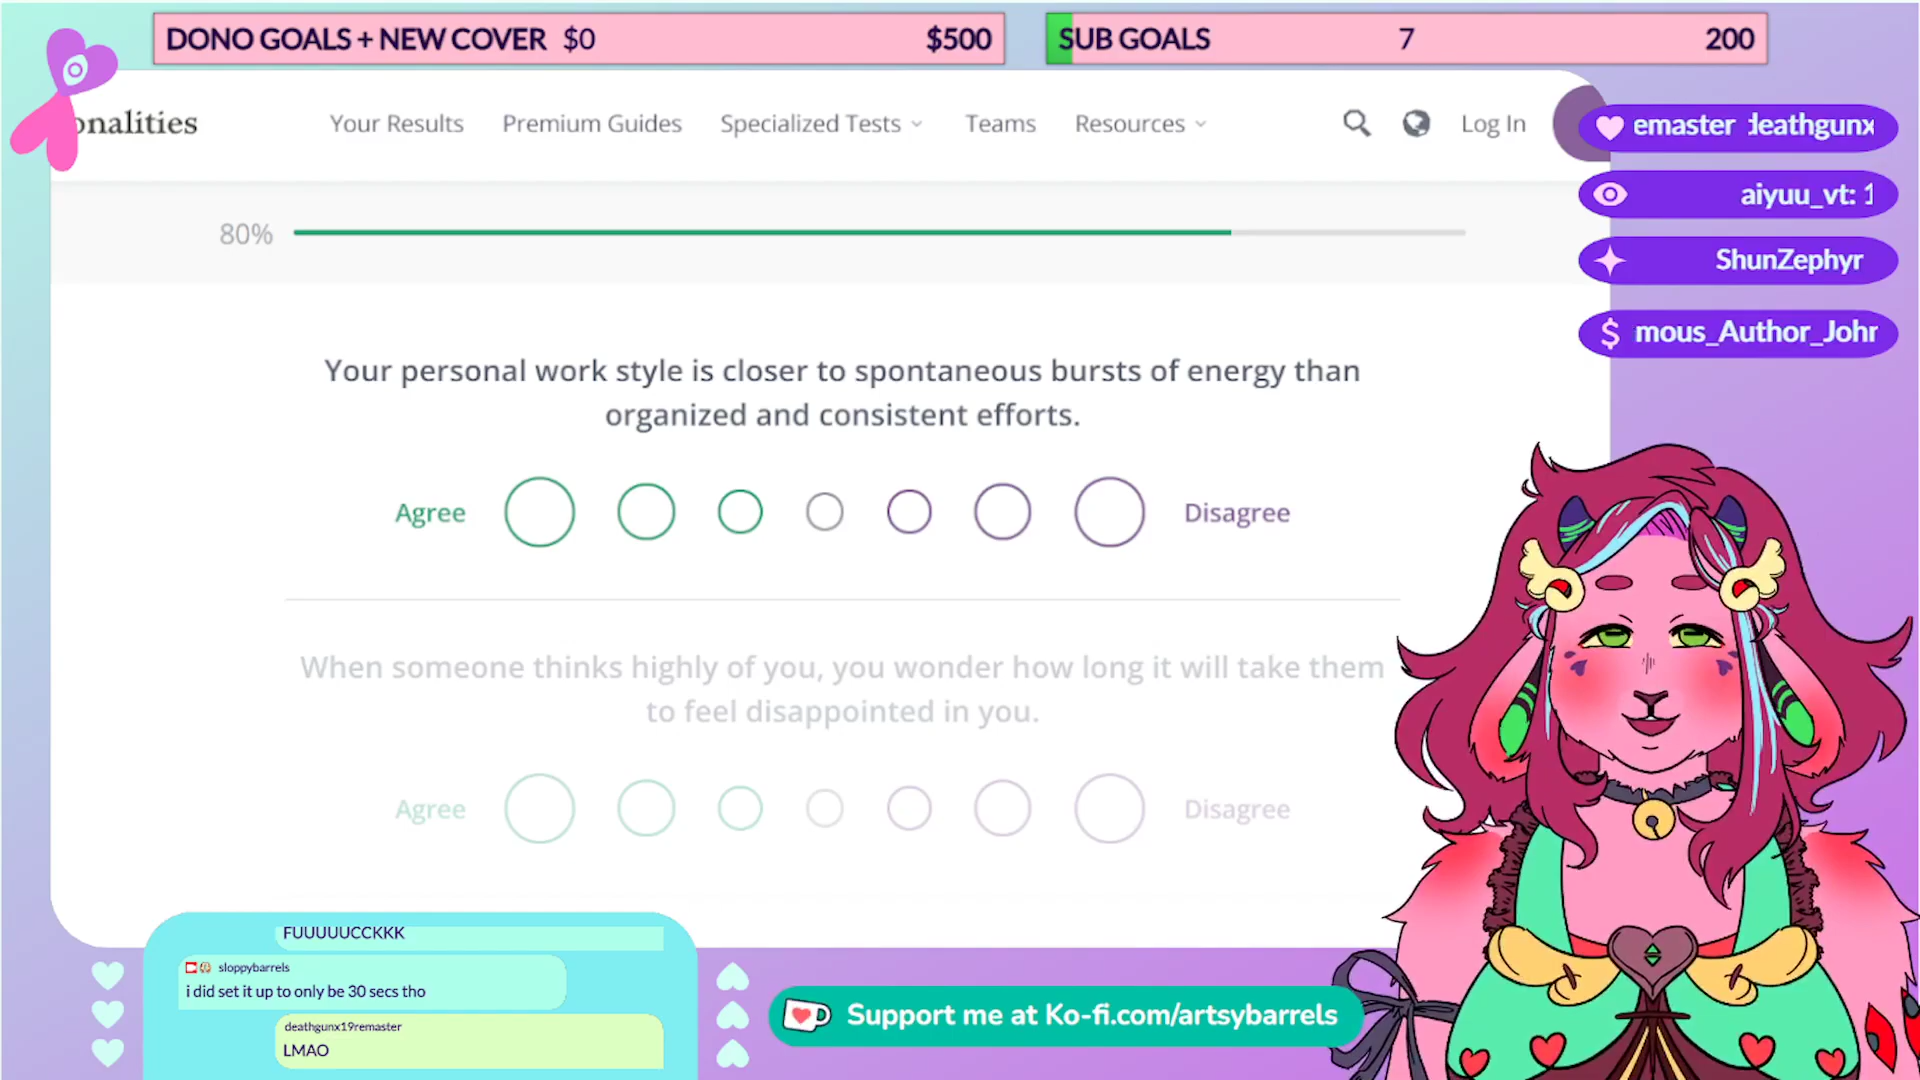 DONO GOALS + NEW COVER $0 $500
SUB GOALS 7 200
onalities
Your Results Premium Guides Specialized Tests Teams Resources Log In
emaster deathgunx
aiyuu_vt: 1
ShunZephyr
$ mous_Author_John
80%
Your personal work style is closer to spontaneous bursts of energy than
organized and consistent efforts.
Agree Disagree
When someone thinks highly of you, you wonder how long it will take them
to feel disappointed in you.
Agree Disagree
FUUUUUCCKKK
sloppybarrels
i did set it up to only be 30 secs tho
deathgunx19remaster
LMAO
Support me at Ko-fi.com/artsybarrels